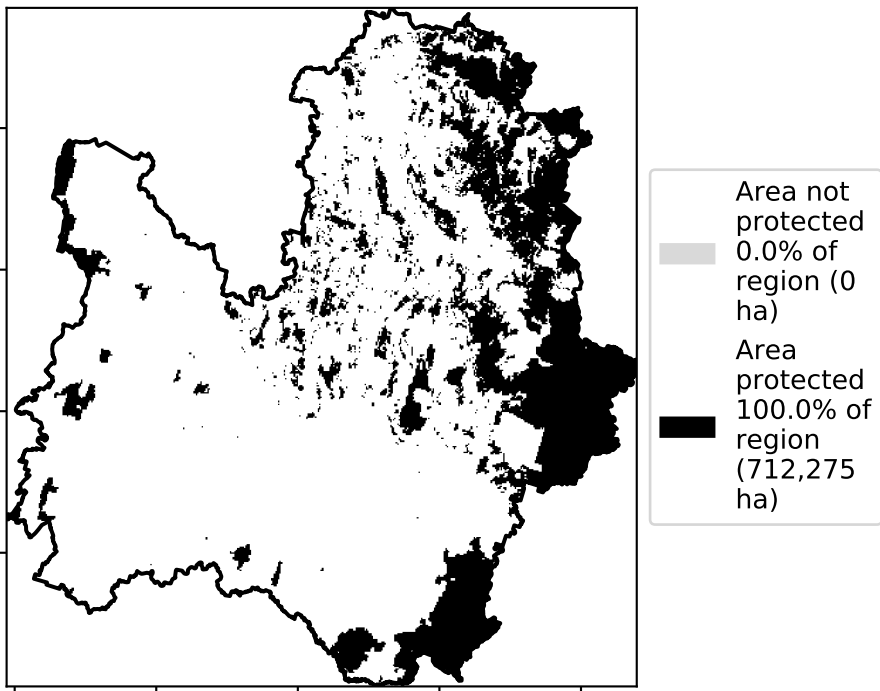 Area not
protected
0.0% of
region (0
ha)
Area
protected
100.0% of
region
(712,275
ha)